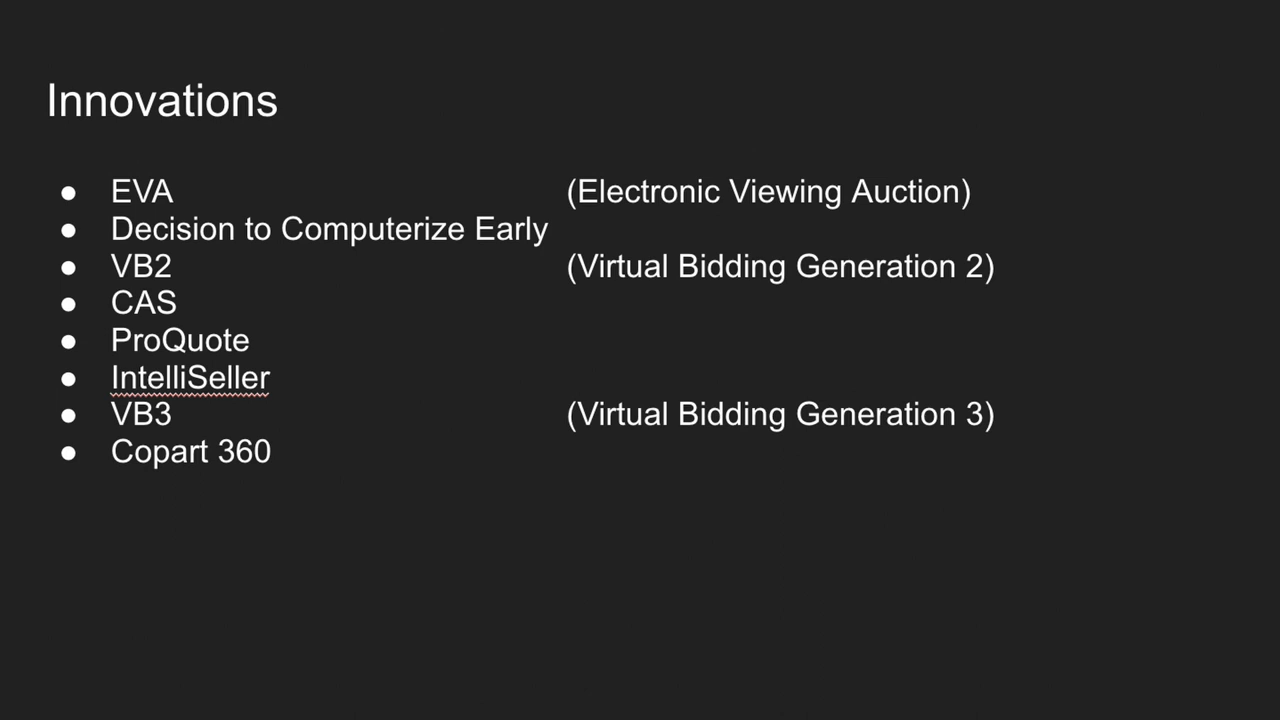 Innovations
● EVA (Electronic Viewing Auction)
● Decision to Computerize Early
● VB2 (Virtual Bidding Generation 2)
● CAS
● ProQuote
● IntelliSeller
● VB3 (Virtual Bidding Generation 3)
● Copart 360